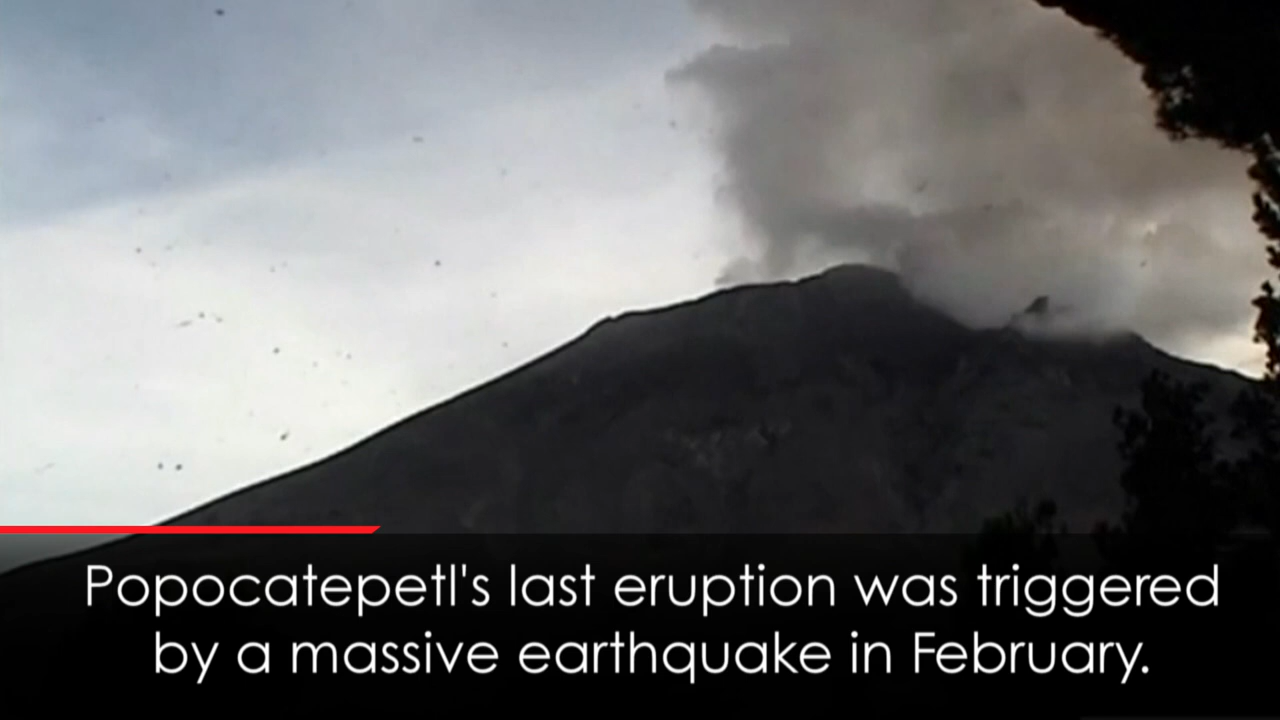 Popocatepetl's last eruption was triggered
by a massive earthquake in February.